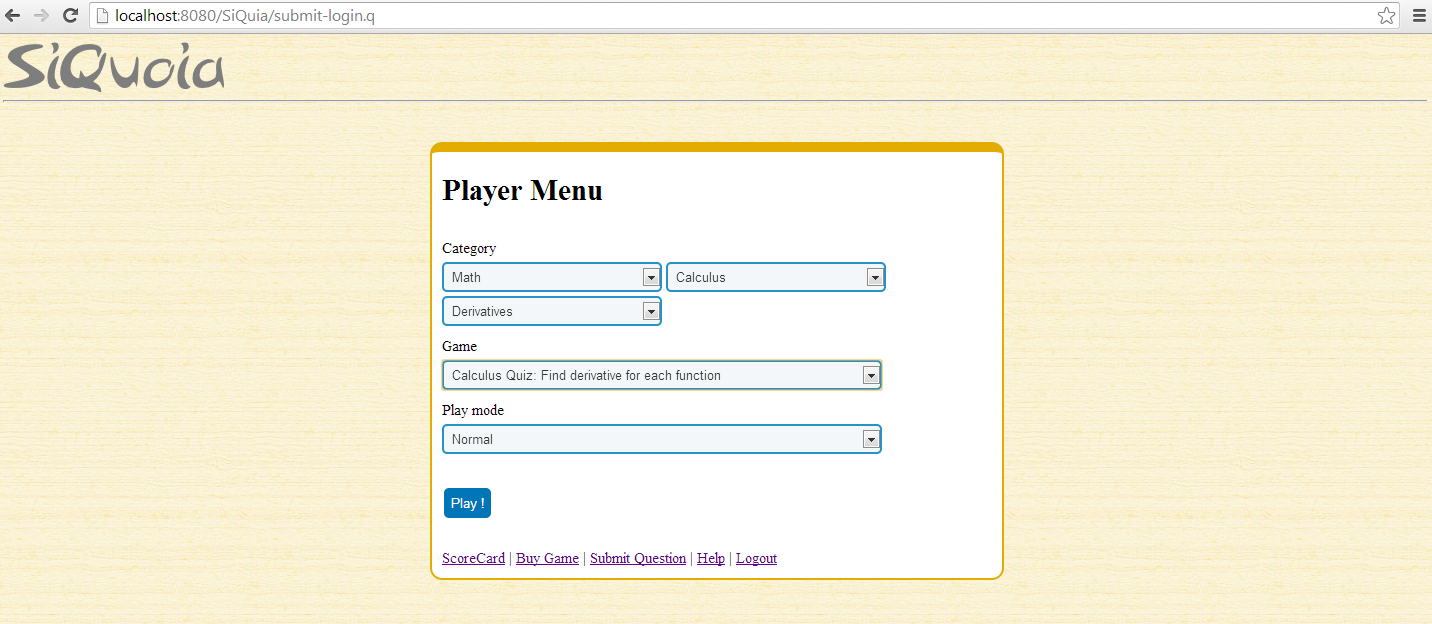 localhost:8080/SiQuia/submit-login.q
SiQuoia
Player Menu
Category
Math Calculus
Derivatives
Game
Calculus Quiz: Find derivative for each function
Play mode
Normal
Play !
ScoreCard | Buy Game | Submit Question | Help | Logout